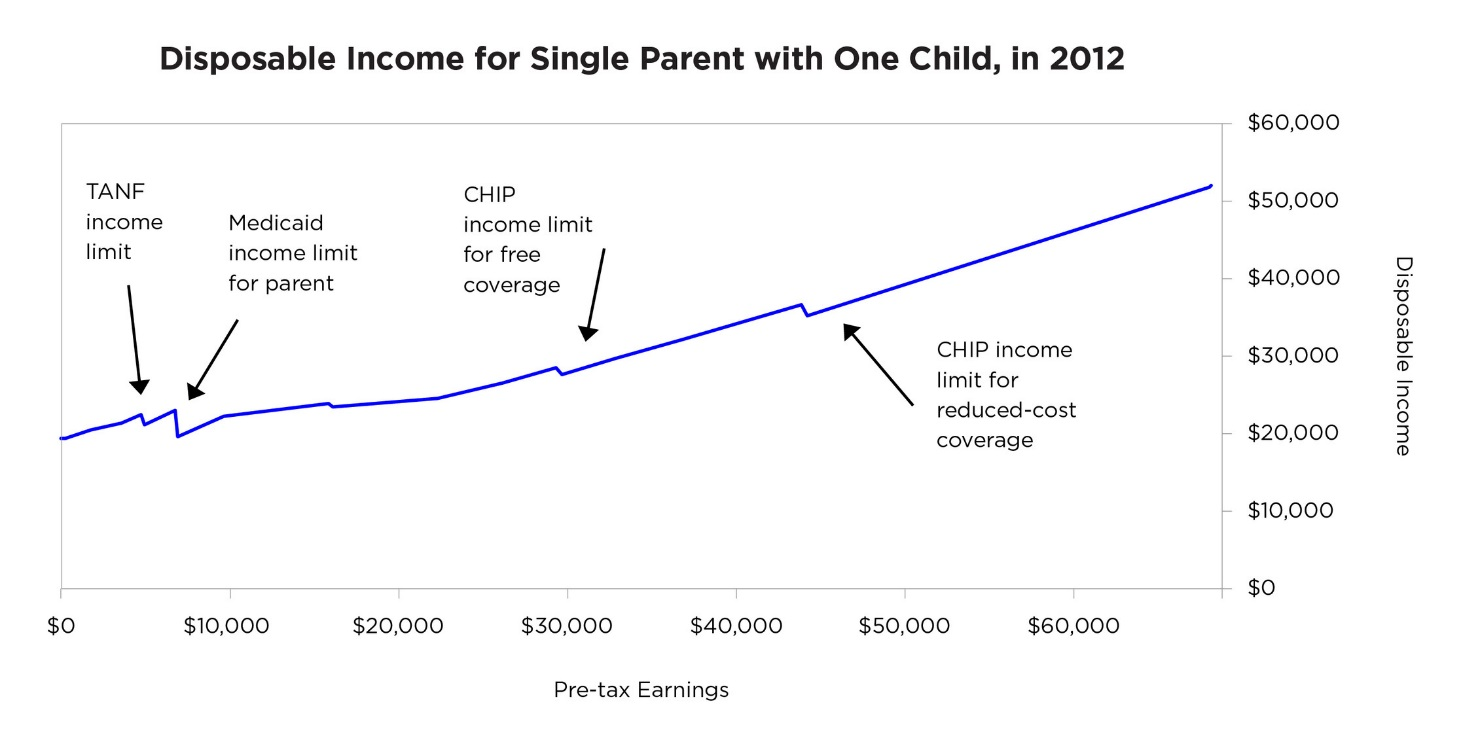 Disposable Income for Single Parent with One Child, in 2012
TANF
income
limit
Medicaid
income limit
for parent
CHIP
income limit
for free
coverage
CHIP income
limit for
reduced-cost
coverage
$60,000
$50,000
$40,000
$30,000
$20,000
$10,000
$0
Disposable Income
$0
$10,000
$20,000
$30,000
$40,000
$50,000
$60,000
Pre-tax Earnings